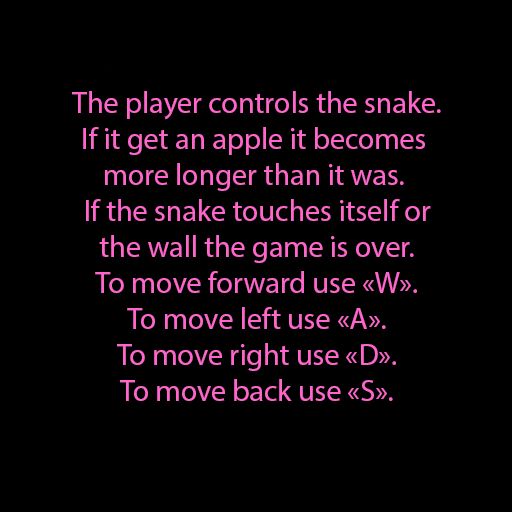 The player controls the snake.
If it get an apple it becomes
more longer than it was.
If the snake touches itself or
the wall the game is over.
To move forward use «W».
To move left use «A».
To move right use «D».
To move back use «S».